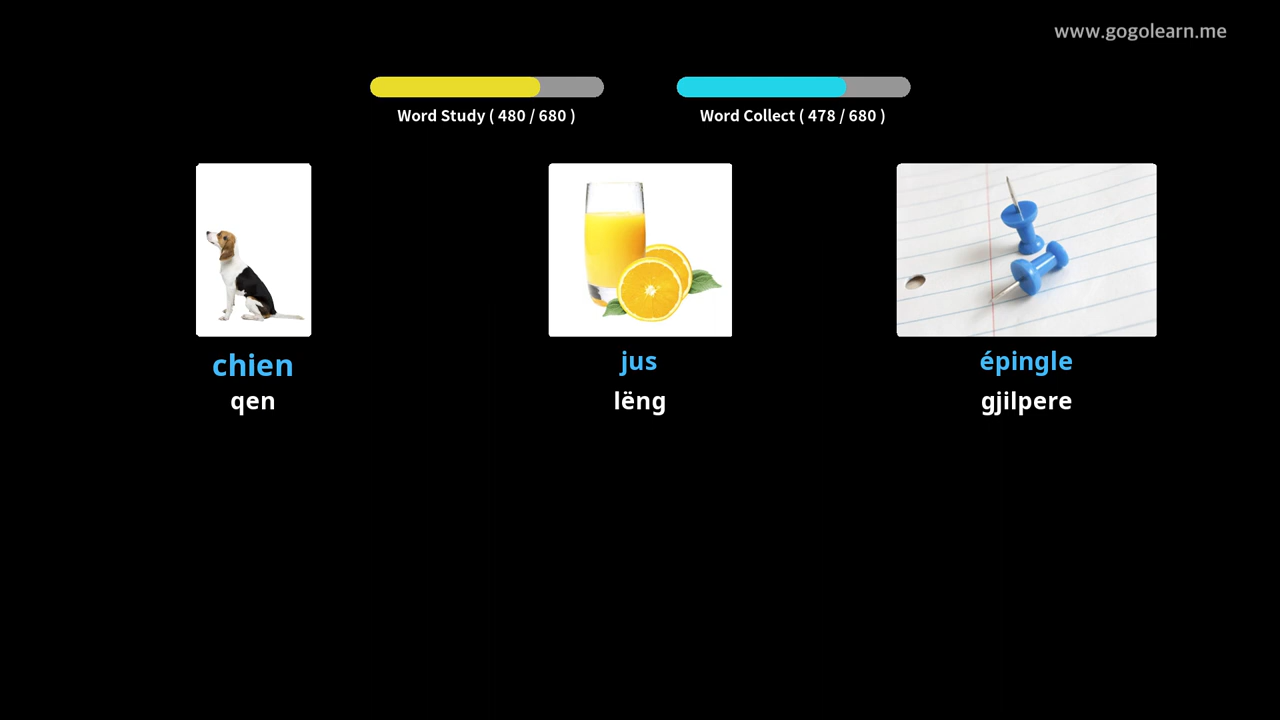 www.gogolearn.me
Word Study ( 480 / 680 )
Word Collect ( 478 / 680 )
chien
qen
jus
lëng
épingle
gjilpere